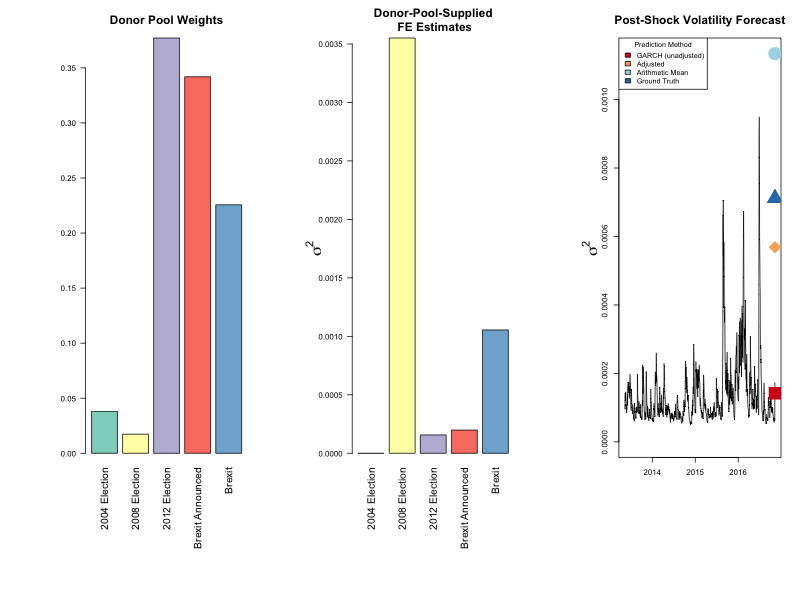 Donor Pool Weights
0.35
0.30
0.25
0.20
0.15
0.10
0.05
0.00
2004 Election
2008 Election
2012 Election
Brexit Announced
Brexit
Donor-Pool-Supplied
FE Estimates
σ2
0.0035
0.0030
0.0025
0.0020
0.0015
0.0010
0.0005
0.0000
2004 Election
2008 Election
2012 Election
Brexit Announced
Brexit
Post-Shock Volatility Forecast
Prediction Method
GARCH (unadjusted)
Adjusted
Arithmetic Mean
Ground Truth
σ2
0.0010
0.0008
0.0006
0.0004
0.0002
0.0000
2014
2015
2016